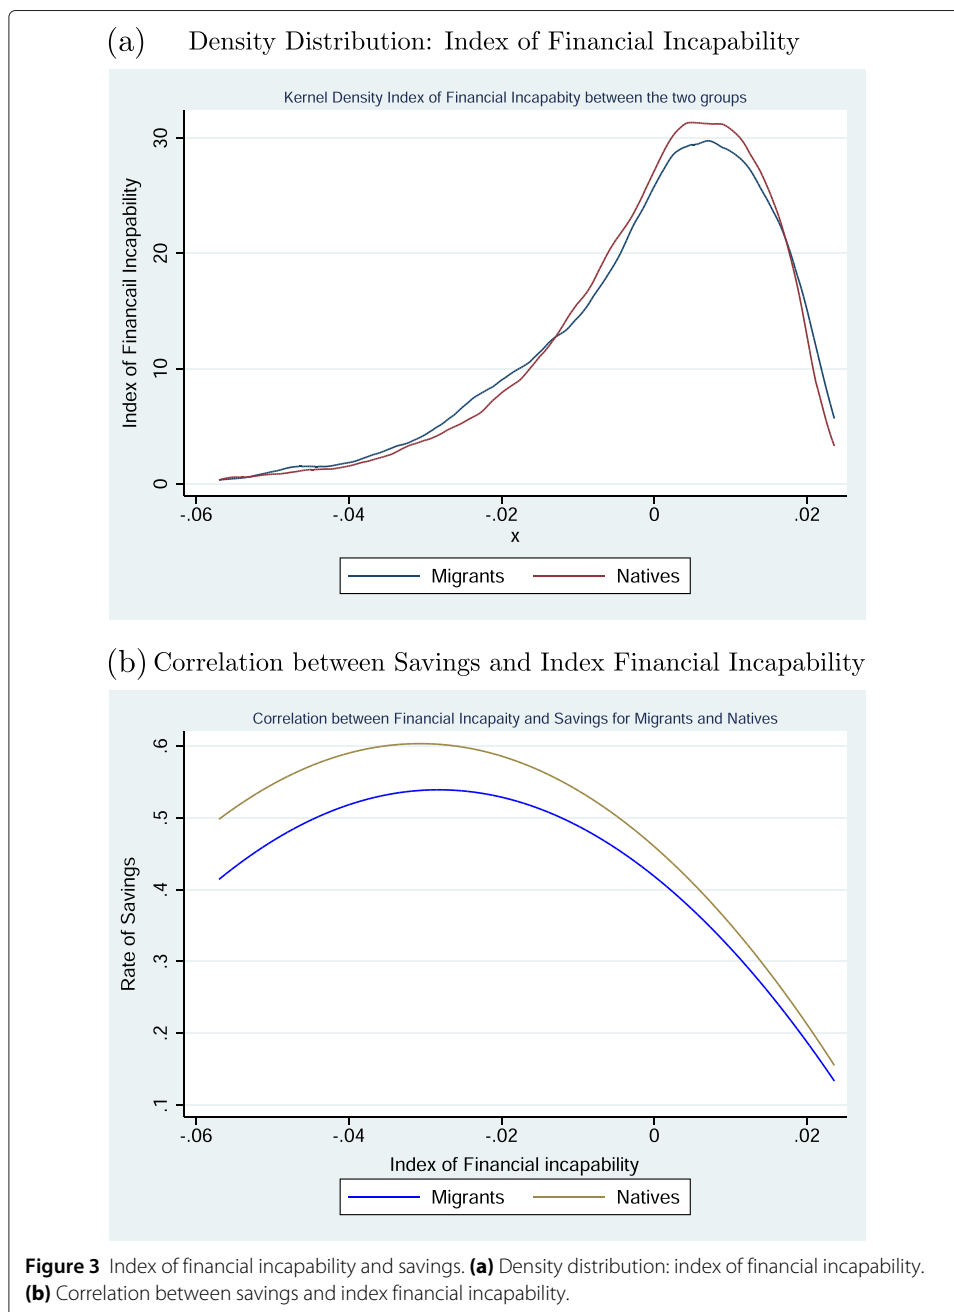 (a) Density Distribution: Index of Financial Incapability
Kernel Density Index of Financial Incapabity between the two groups
Index of Financail Incapability
30
20
10
0
-.06 -.04 -.02 0 .02
x
Migrants Natives
(b) Correlation between Savings and Index Financial Incapability
Correlation between Financial Incapaity and Savings for Migrants and Natives
Rate of Savings
.6
.5
.4
.3
.2
.1
-.06 -.04 -.02 0 .02
Index of Financial incapability
Migrants Natives
Figure 3 Index of financial incapability and savings. (a) Density distribution: index of financial incapability.
(b) Correlation between savings and index financial incapability.